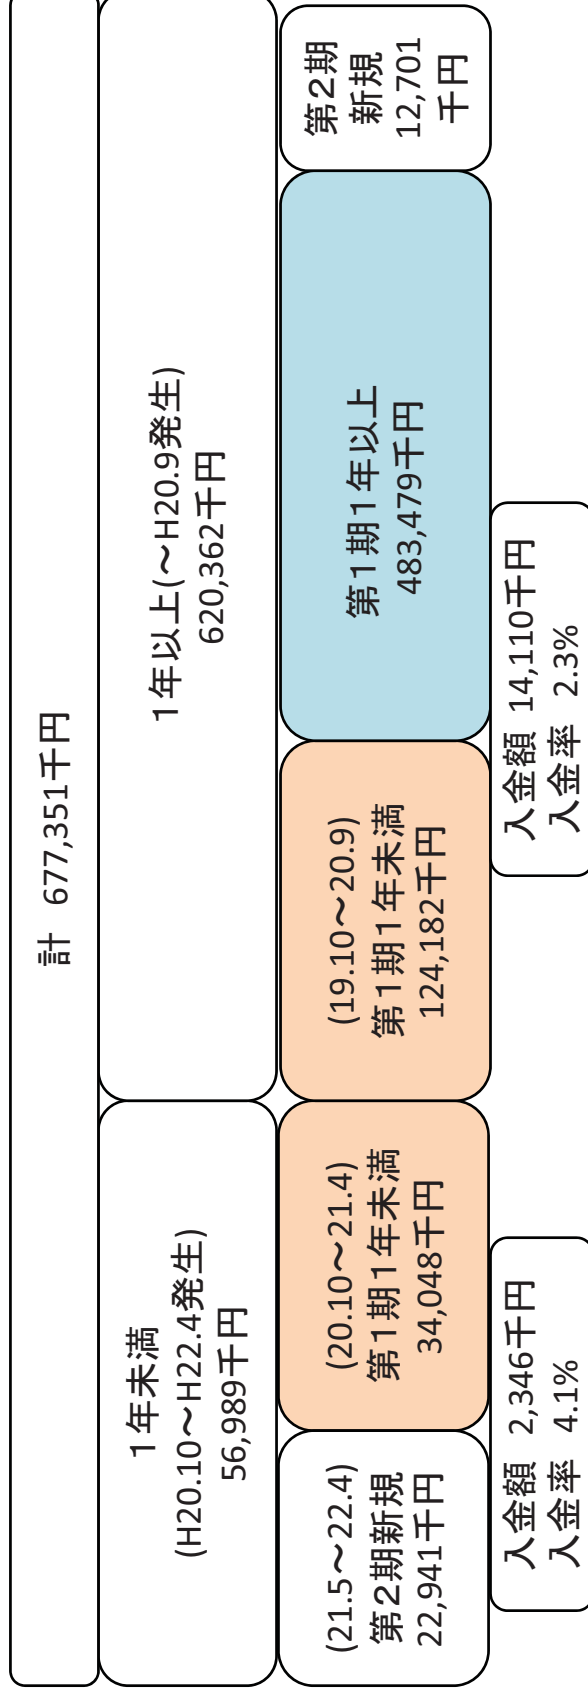 計 677,351千円
1年未満
(H20.10～H22.4発生)
56,989千円
1年以上(～H20.9発生)
620,362千円
(21.5～22.4)
第2期新規
22,941千円
(20.10～21.4)
第1期1年未満
34,048千円
(19.10～20.9)
第1期1年未満
124,182千円
第1期1年以上
483,479千円
第2期
新規
12,701
千円
入金額 2,346千円
入金率 4.1%
入金額 14,110千円
入金率 2.3%